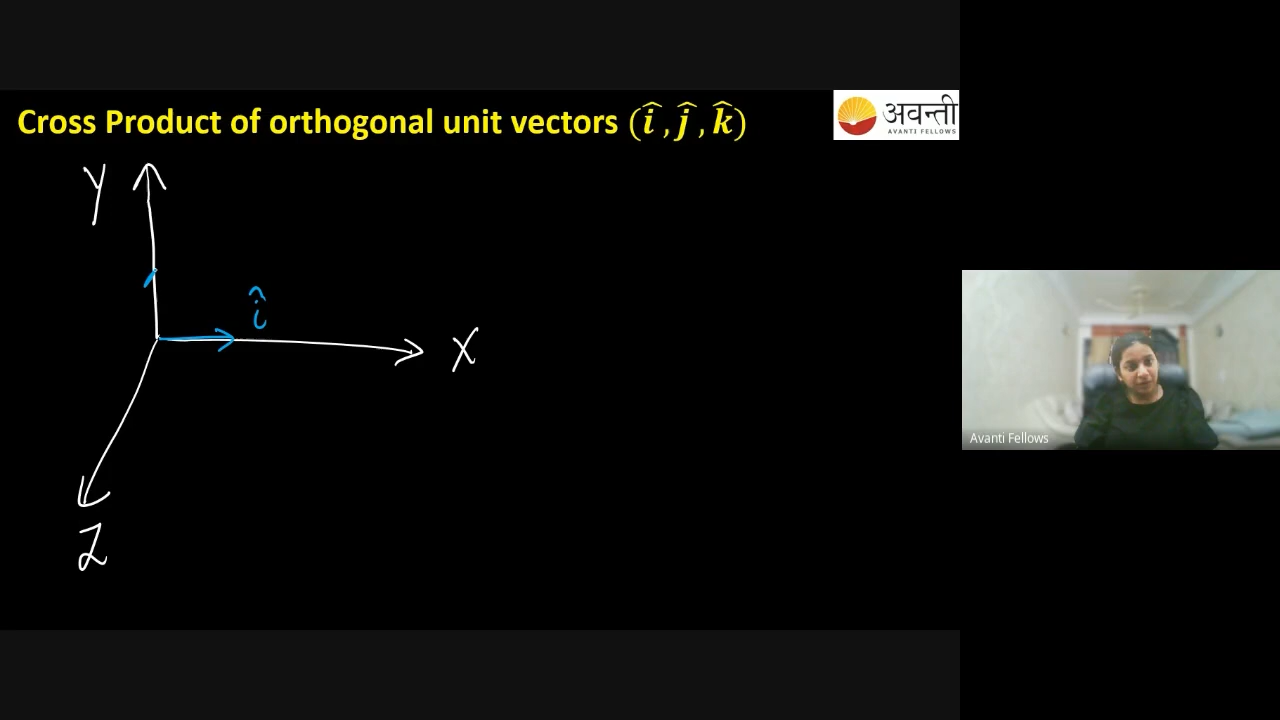 Cross Product of orthogonal unit vectors (î, ĵ, k̂)
अवन्ती
AVANTI FELLOWS
Y
î
X
Z
Avanti Fellows